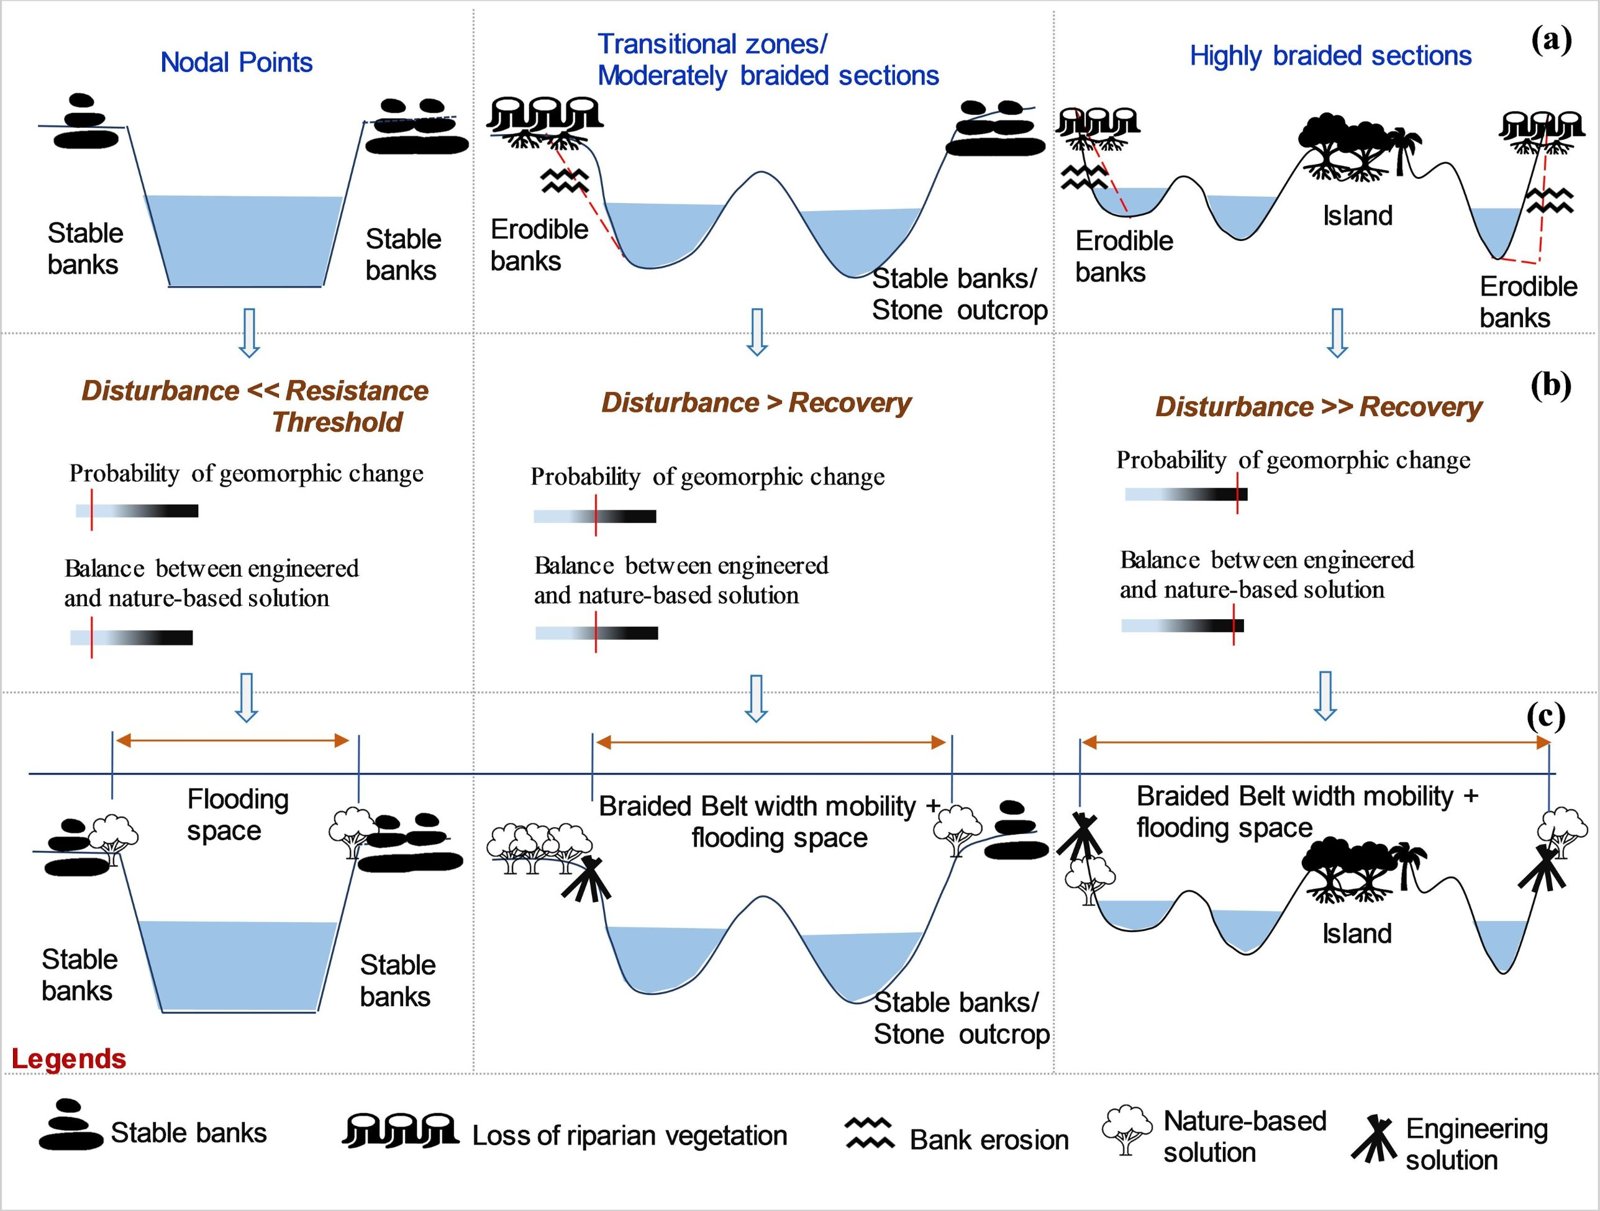 (a)
Nodal Points
Transitional zones/
Moderately braided sections
Highly braided sections
Stable
banks
Stable
banks
Erodible
banks
Stable banks/
Stone outcrop
Erodible
banks
Island
Erodible
banks
(b)
Disturbance << Resistance
Threshold
Probability of geomorphic change
Balance between engineered
and nature-based solution
Disturbance > Recovery
Probability of geomorphic change
Balance between engineered
and nature-based solution
Disturbance >> Recovery
Probability of geomorphic change
Balance between engineered
and nature-based solution
(c)
Flooding
space
Stable
banks
Stable
banks
Braided Belt width mobility +
flooding space
Stable banks/
Stone outcrop
Braided Belt width mobility +
flooding space
Island
Legends
Stable banks
Loss of riparian vegetation
Bank erosion
Nature-based
solution
Engineering
solution